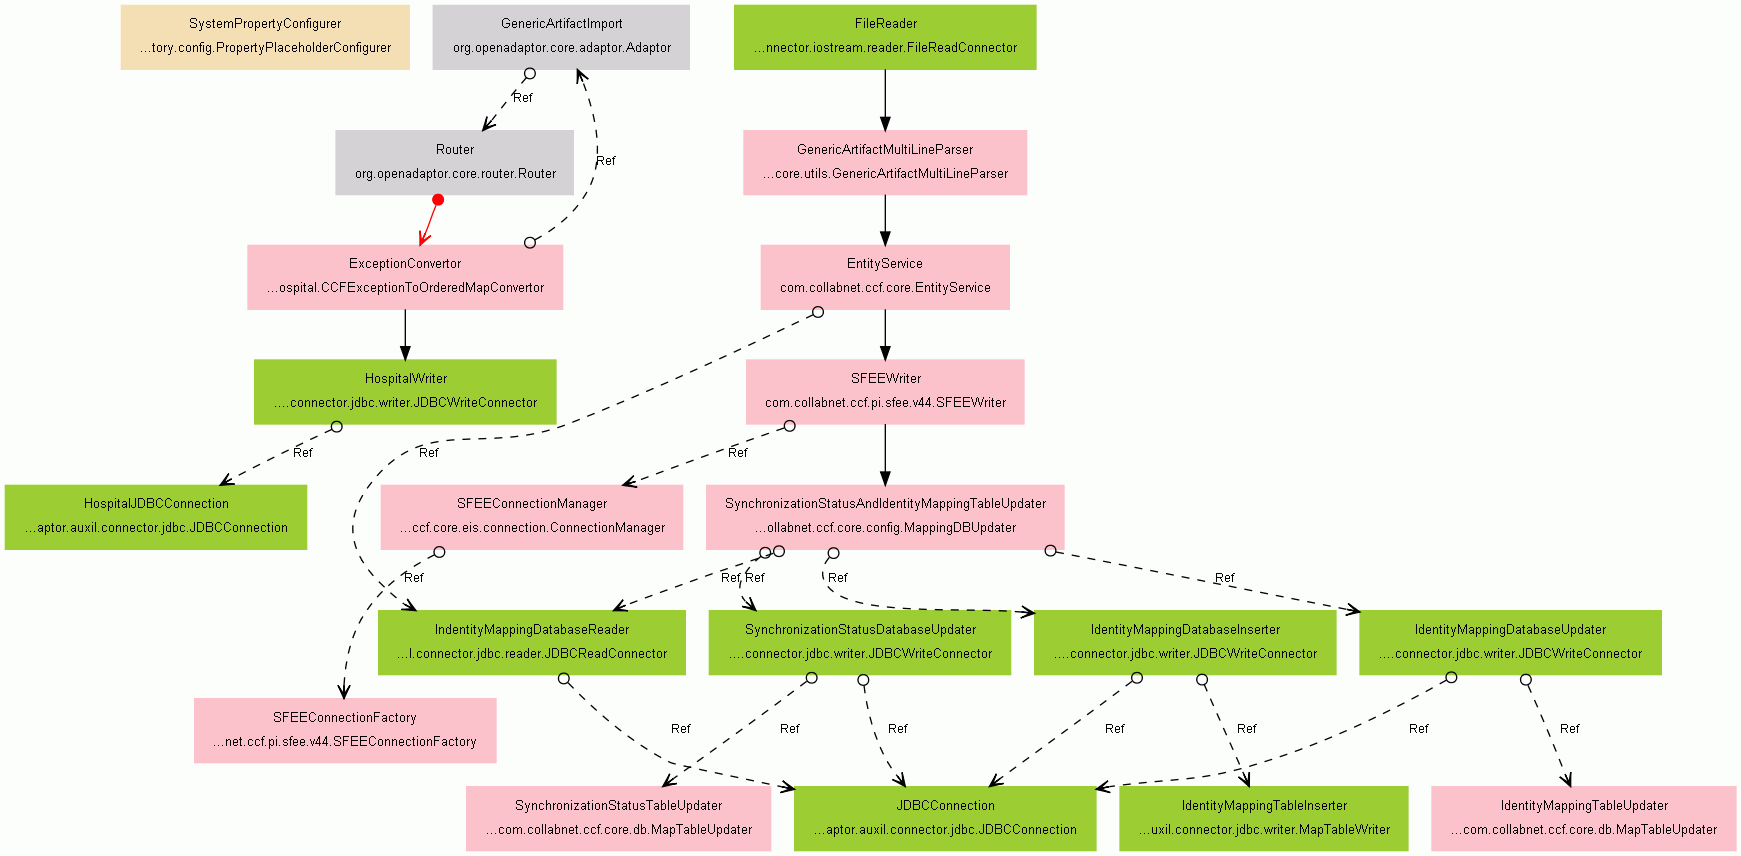 SystemPropertyConfigurer
...tory.config.PropertyPlaceholderConfigurer
GenericArtifactImport
org.openadaptor.core.adaptor.Adaptor
FileReader
...nnector.iostream.reader.FileReadConnector
Ref
Router
org.openadaptor.core.router.Router
Ref
GenericArtifactMultiLineParser
...core.utils.GenericArtifactMultiLineParser
ExceptionConvertor
...ospital.CCFExceptionToOrderedMapConvertor
EntityService
com.collabnet.ccf.core.EntityService
HospitalWriter
....connector.jdbc.writer.JDBCWriteConnector
SFEEWriter
com.collabnet.ccf.pi.sfee.v44.SFEEWriter
Ref
Ref
Ref
HospitalJDBCConnection
...aptor.auxil.connector.jdbc.JDBCConnection
SFEEConnectionManager
...ccf.core.eis.connection.ConnectionManager
SynchronizationStatusAndIdentityMappingTableUpdater
...ollabnet.ccf.core.config.MappingDBUpdater
Ref
Ref
Ref
Ref
Ref
IndentityMappingDatabaseReader
...l.connector.jdbc.reader.JDBCReadConnector
SynchronizationStatusDatabaseUpdater
....connector.jdbc.writer.JDBCWriteConnector
IdentityMappingDatabaseInserter
....connector.jdbc.writer.JDBCWriteConnector
IdentityMappingDatabaseUpdater
....connector.jdbc.writer.JDBCWriteConnector
SFEEConnectionFactory
...net.ccf.pi.sfee.v44.SFEEConnectionFactory
Ref
Ref
Ref
Ref
Ref
Ref
Ref
SynchronizationStatusTableUpdater
...com.collabnet.ccf.core.db.MapTableUpdater
JDBCConnection
...aptor.auxil.connector.jdbc.JDBCConnection
IdentityMappingTableInserter
...uxil.connector.jdbc.writer.MapTableWriter
IdentityMappingTableUpdater
...com.collabnet.ccf.core.db.MapTableUpdater